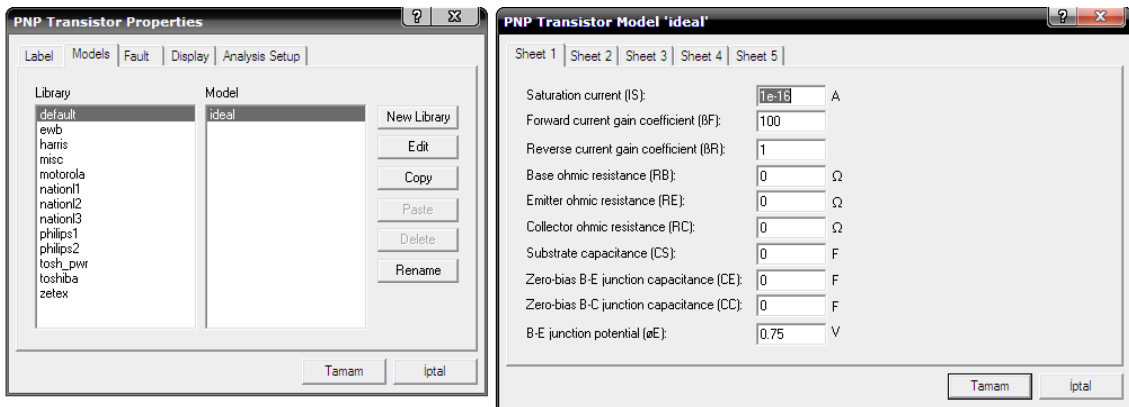 PNP Transistor Properties
Label Models Fault Display Analysis Setup
Library Model
default ideal
ewb
harris
misc
motorola
nationl1
nationl2
nationl3
philips1
philips2
tosh_pwr
toshiba
zetex
New Library
Edit
Copy
Paste
Delete
Rename
Tamam İptal
PNP Transistor Model 'ideal'
Sheet 1 Sheet 2 Sheet 3 Sheet 4 Sheet 5
Saturation current (IS): 1e-16 A
Forward current gain coefficient (ßF): 100
Reverse current gain coefficient (ßR): 1
Base ohmic resistance (RB): 0 Ω
Emitter ohmic resistance (RE): 0 Ω
Collector ohmic resistance (RC): 0 Ω
Substrate capacitance (CS): 0 F
Zero-bias B-E junction capacitance (CE): 0 F
Zero-bias B-C junction capacitance (CC): 0 F
B-E junction potential (øE): 0.75 V
Tamam İptal